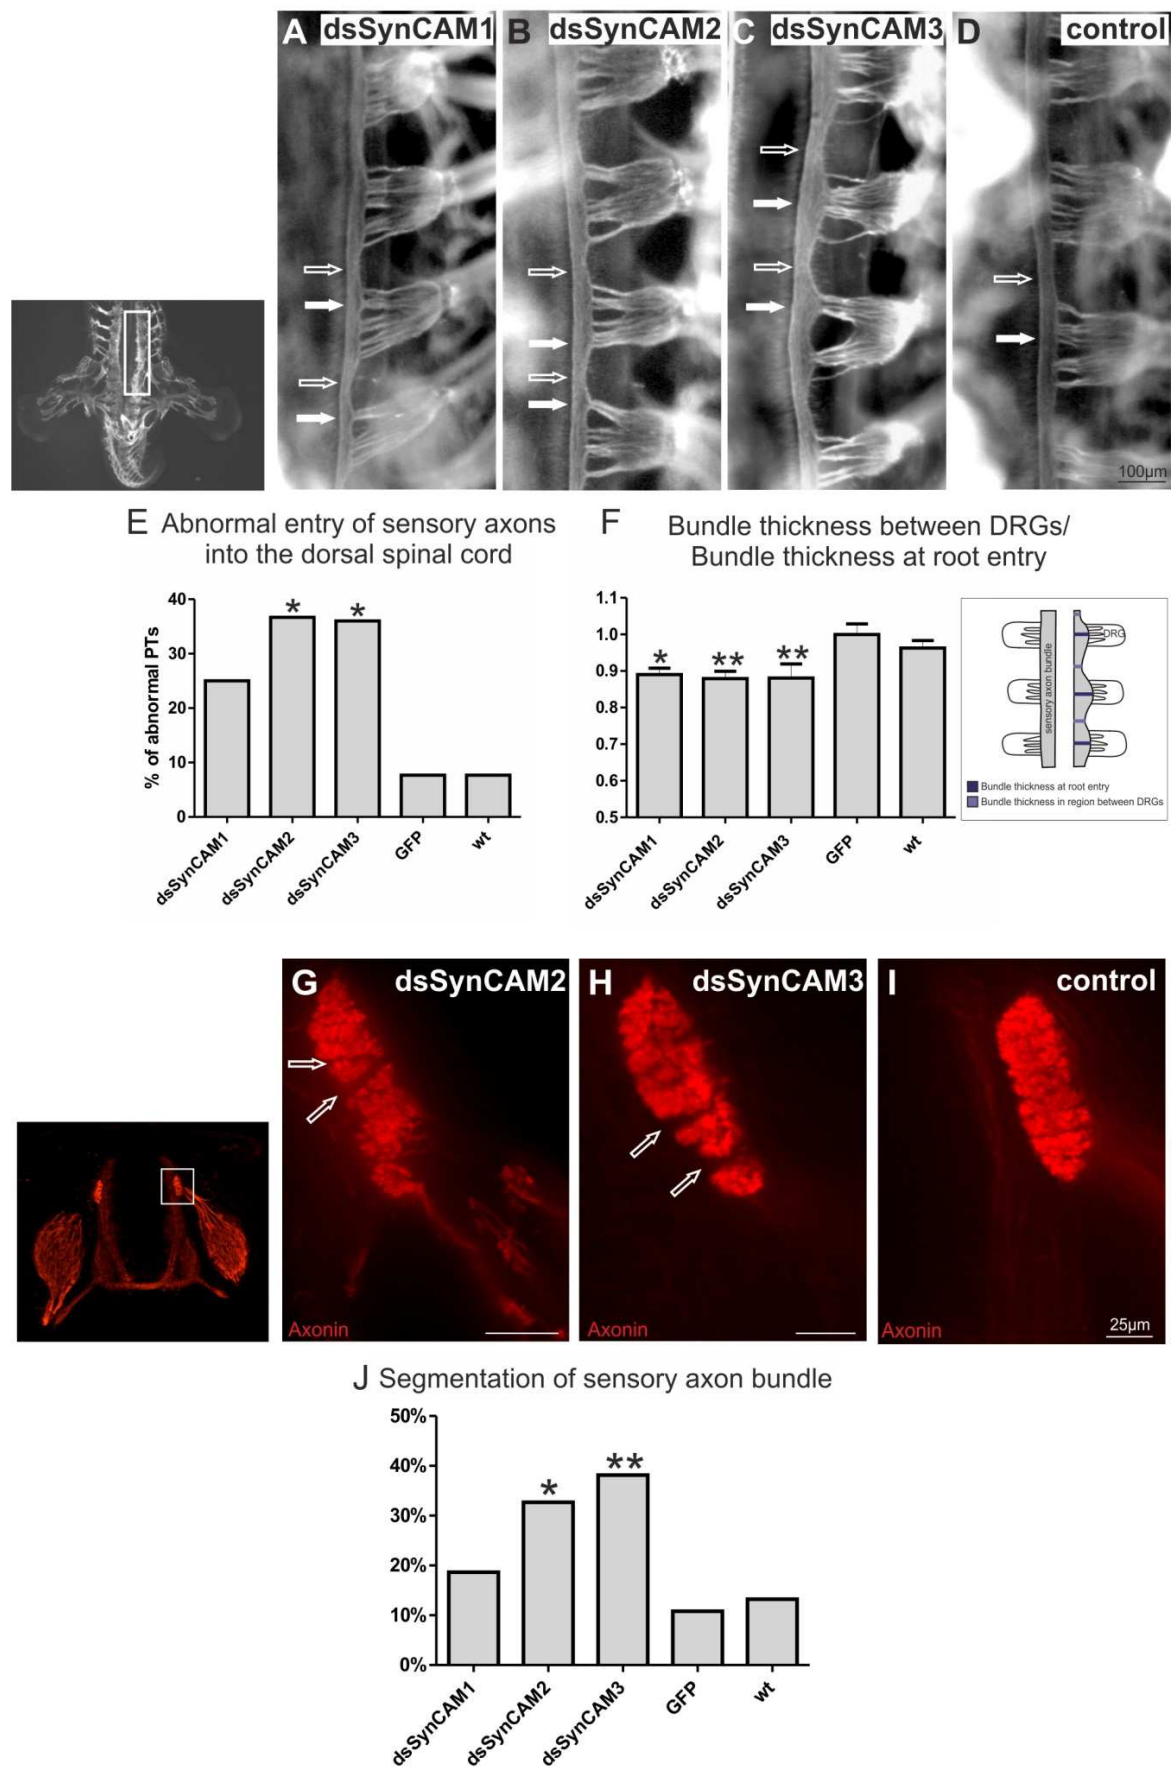 A dsSynCAM1
B dsSynCAM2
C dsSynCAM3
D control
100µm
E Abnormal entry of sensory axons
into the dorsal spinal cord
% of abnormal PTs
40
30
20
10
0
*
*
dsSynCAM1
dsSynCAM2
dsSynCAM3
GFP
wt
F Bundle thickness between DRGs/
Bundle thickness at root entry
1.1
1.0
0.9
0.8
0.7
0.6
0.5
*
**
**
dsSynCAM1
dsSynCAM2
dsSynCAM3
GFP
wt
sensory axon bundle
DRG
Bundle thickness at root entry
Bundle thickness in region between DRGs
G dsSynCAM2
Axonin
H dsSynCAM3
Axonin
I control
Axonin
25µm
J Segmentation of sensory axon bundle
50%
40%
30%
20%
10%
0%
*
**
dsSynCAM1
dsSynCAM2
dsSynCAM3
GFP
wt